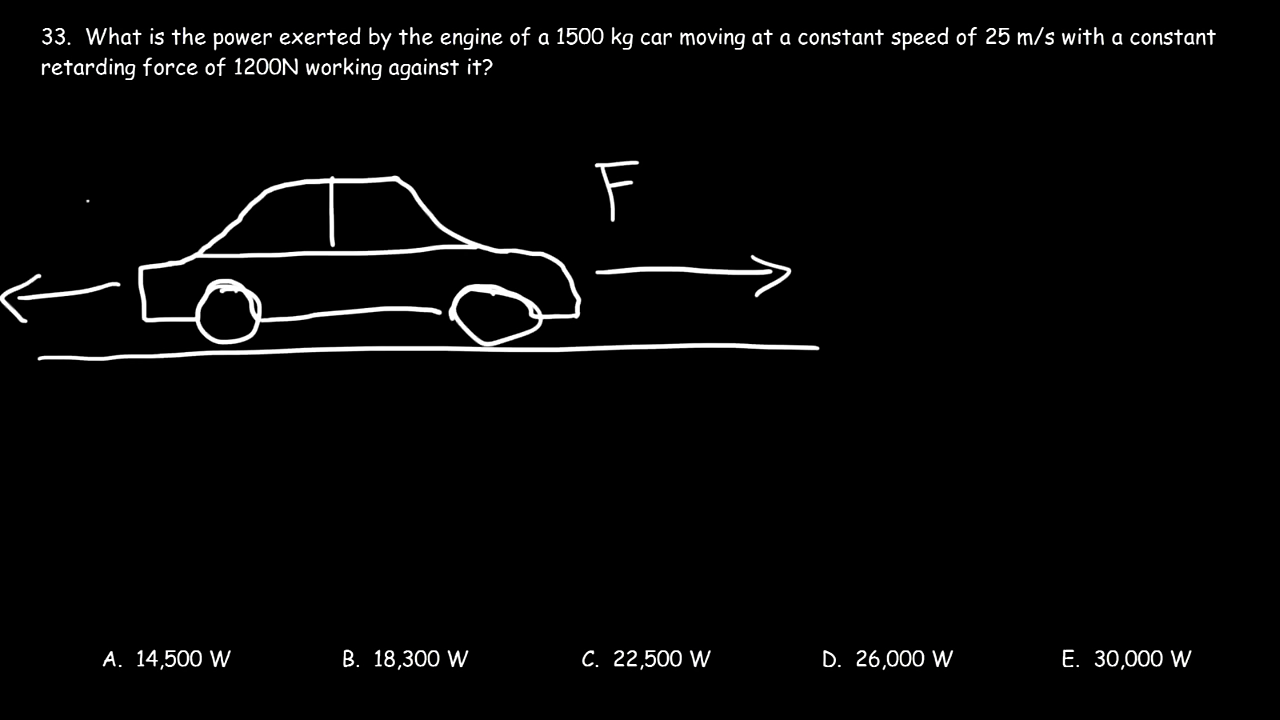 33. What is the power exerted by the engine of a 1500 kg car moving at a constant speed of 25 m/s with a constant
retarding force of 1200N working against it?
F
A. 14,500 W B. 18,300 W C. 22,500 W D. 26,000 W E. 30,000 W